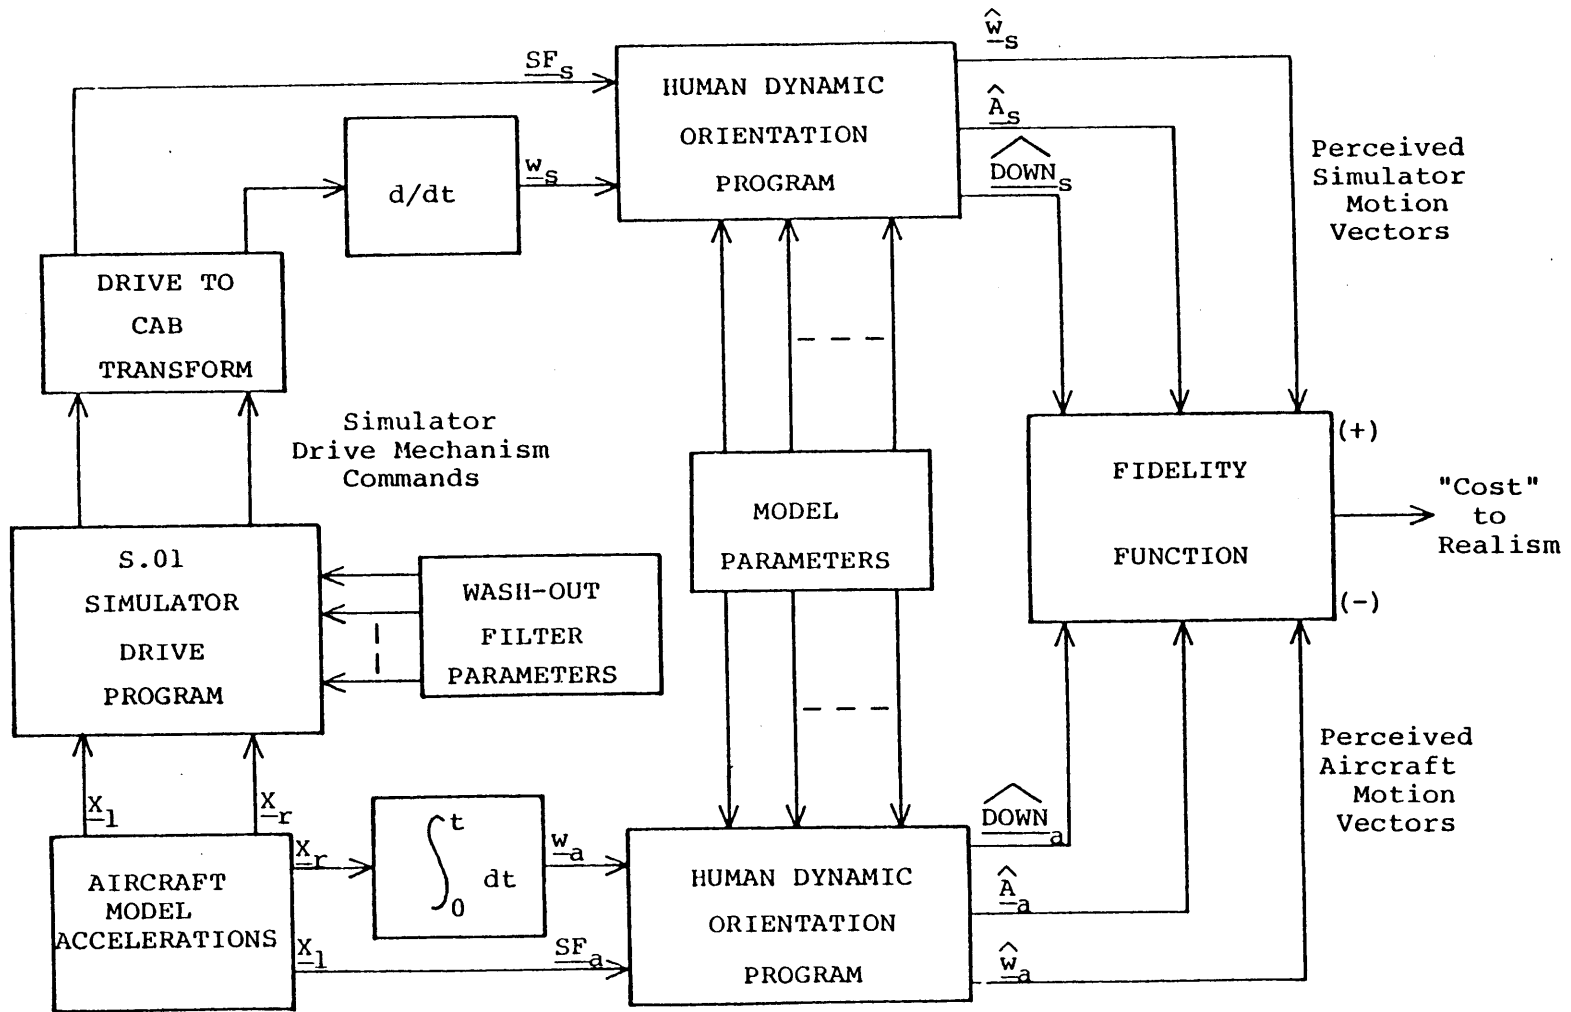 ŵ_s
SF_s
HUMAN DYNAMIC
ORIENTATION
PROGRAM
Â_s
DOWN_s
w_s
d/dt
Perceived
Simulator
Motion
Vectors
DRIVE TO
CAB
TRANSFORM
Simulator
Drive Mechanism
Commands
(+)
FIDELITY
FUNCTION
(-)
"Cost"
to
Realism
MODEL
PARAMETERS
S.01
SIMULATOR
DRIVE
PROGRAM
WASH-OUT
FILTER
PARAMETERS
Perceived
Aircraft
Motion
Vectors
X_l
X_r
X_r
∫_0^t dt
w_a
DOWN_a
HUMAN DYNAMIC
ORIENTATION
PROGRAM
AIRCRAFT
MODEL
ACCELERATIONS
Â_a
X_l
SF_a
ŵ_a